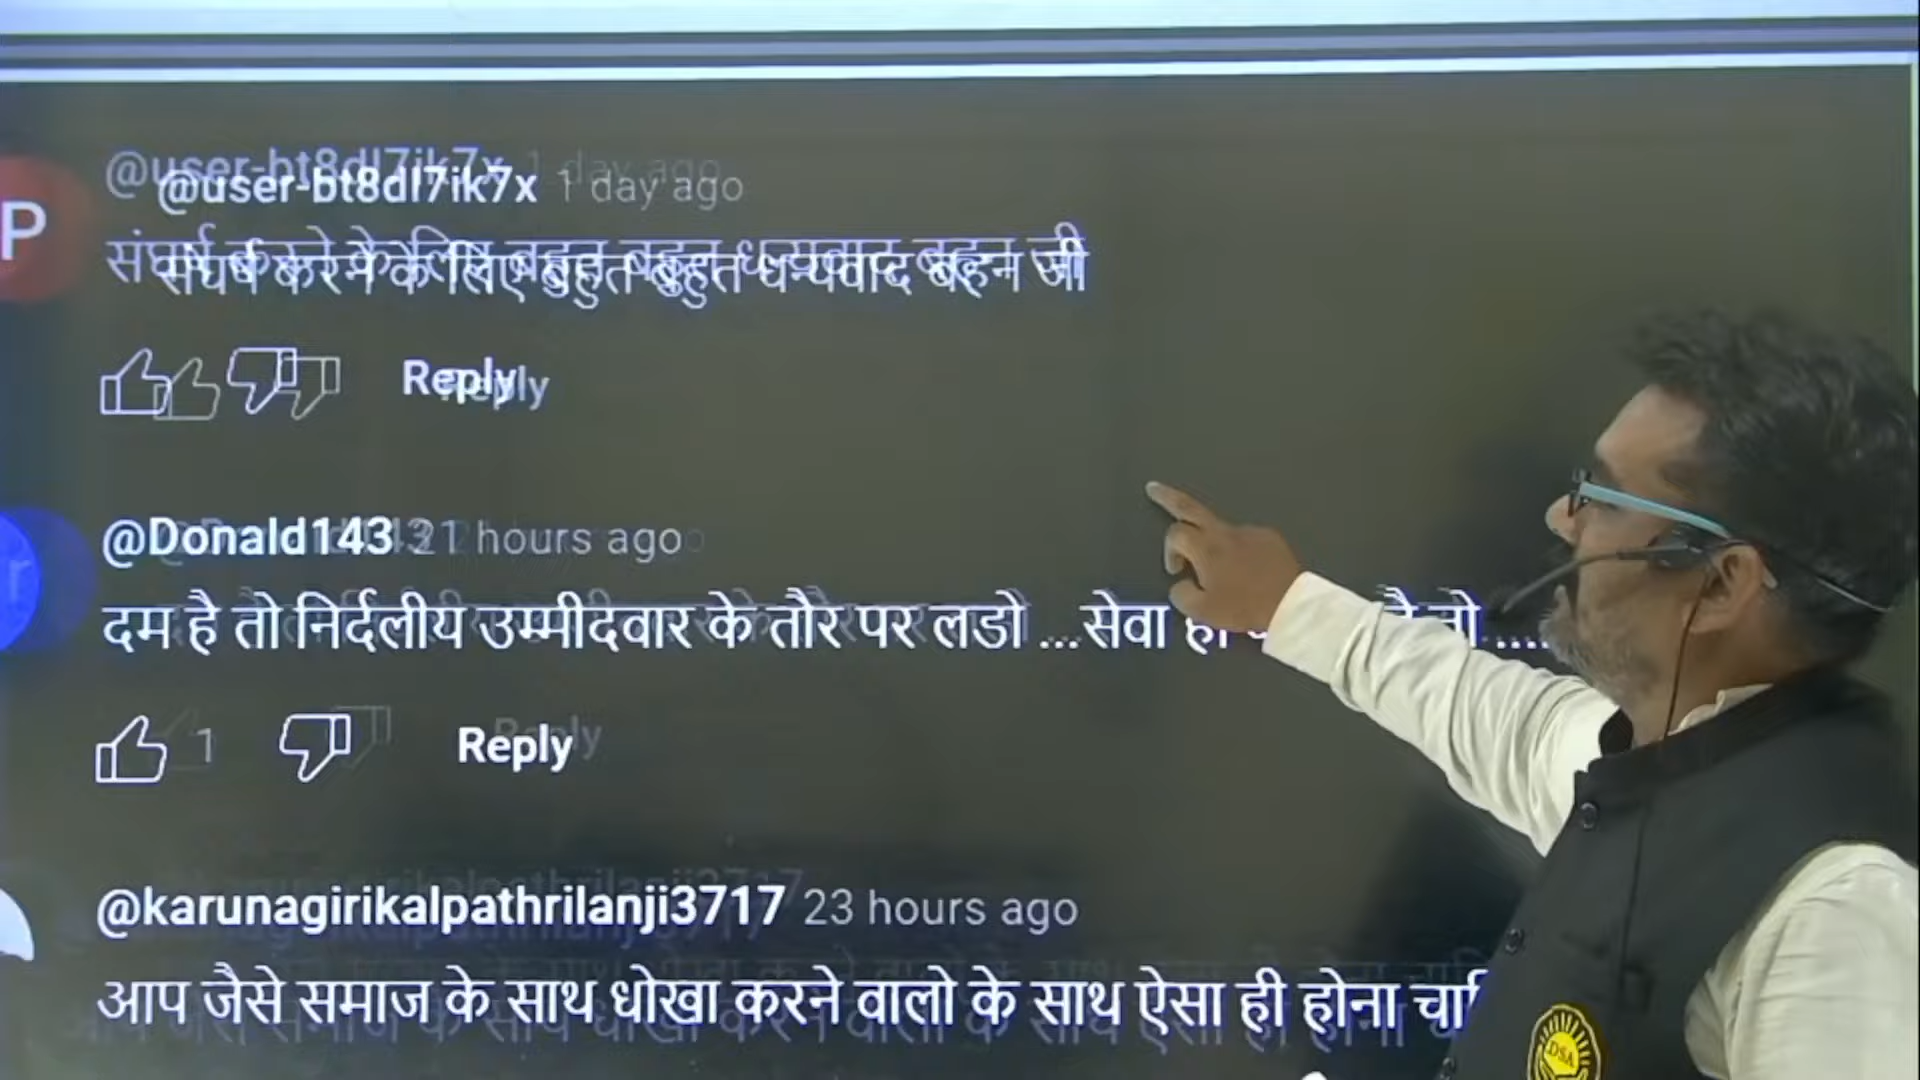 P
@user-bt8dl7ik7x 1 day ago
संघर्ष करने के लिए बहुत बहुत धन्यवाद बहन जी
Reply
@Donald143 21 hours ago
दम है तो निर्दलीय उम्मीदवार के तौर पर लडो ...सेवा ही है तो ....
1 Reply
@karunagirikalpathrilanji3717 23 hours ago
आप जैसे समाज के साथ धोखा करने वालो के साथ ऐसा ही होना
DSA